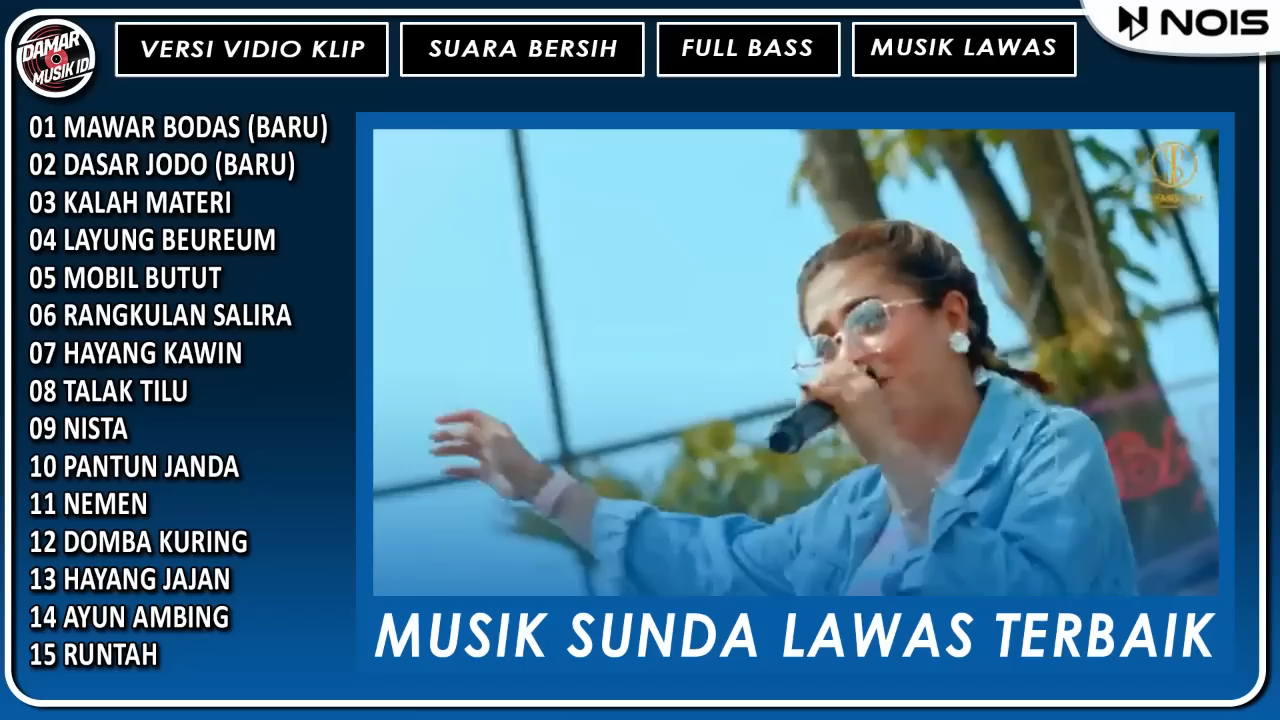 DAMAR
MUSIK ID
VERSI VIDIO KLIP
SUARA BERSIH
FULL BASS
MUSIK LAWAS
NOIS
01 MAWAR BODAS (BARU)
02 DASAR JODO (BARU)
03 KALAH MATERI
04 LAYUNG BEUREUM
05 MOBIL BUTUT
06 RANGKULAN SALIRA
07 HAYANG KAWIN
08 TALAK TILU
09 NISTA
10 PANTUN JANDA
11 NEMEN
12 DOMBA KURING
13 HAYANG JAJAN
14 AYUN AMBING
15 RUNTAH
MUSIK SUNDA LAWAS TERBAIK